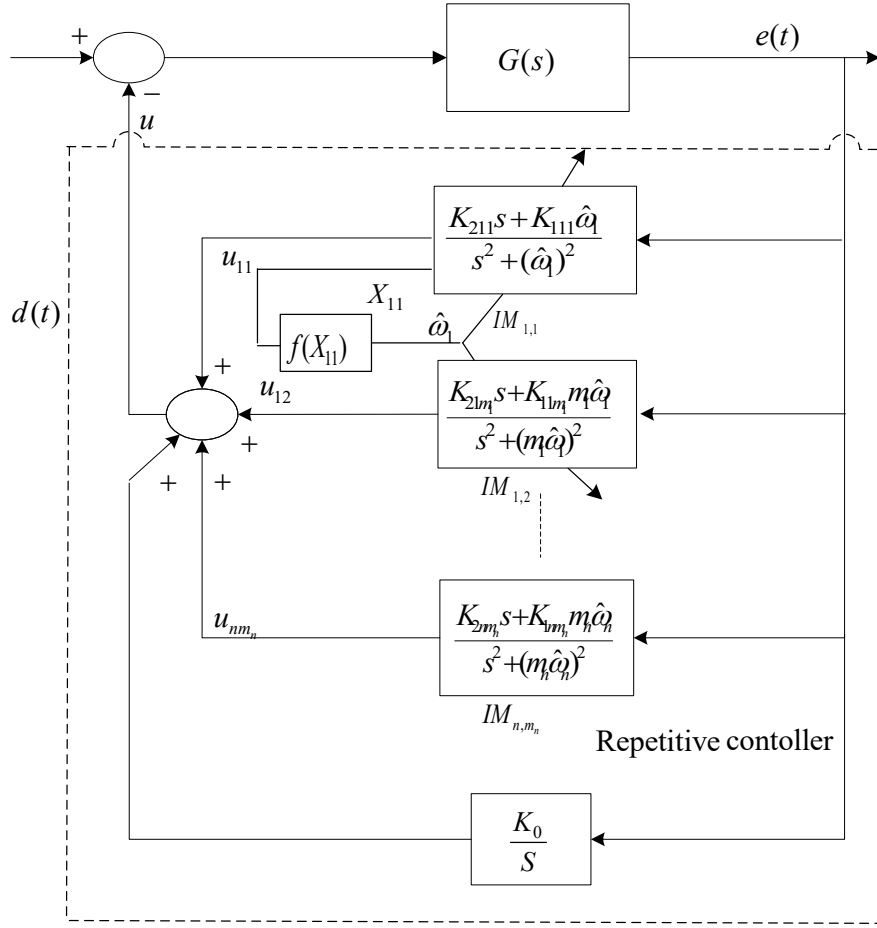 +
G(s)
e(t)
−
u
K₂₁₁s + K₁₁₁ω̂₁
s² + (ω̂₁)²
u₁₁
X₁₁
d(t)
ω̂₁
IM₁,₁
f(X₁₁)
+
u₁₂
K₂₁ₘ₁s + K₁₁ₘ₁m₁ω̂₁
s² + (m₁ω̂₁)²
+
+
+
IM₁,₂
K₂ₙₘₙs + K₁ₙₘₙmₙω̂ₙ
s² + (mₙω̂ₙ)²
uₙₘₙ
IMₙ,ₘₙ
Repetitive contoller
K₀
S